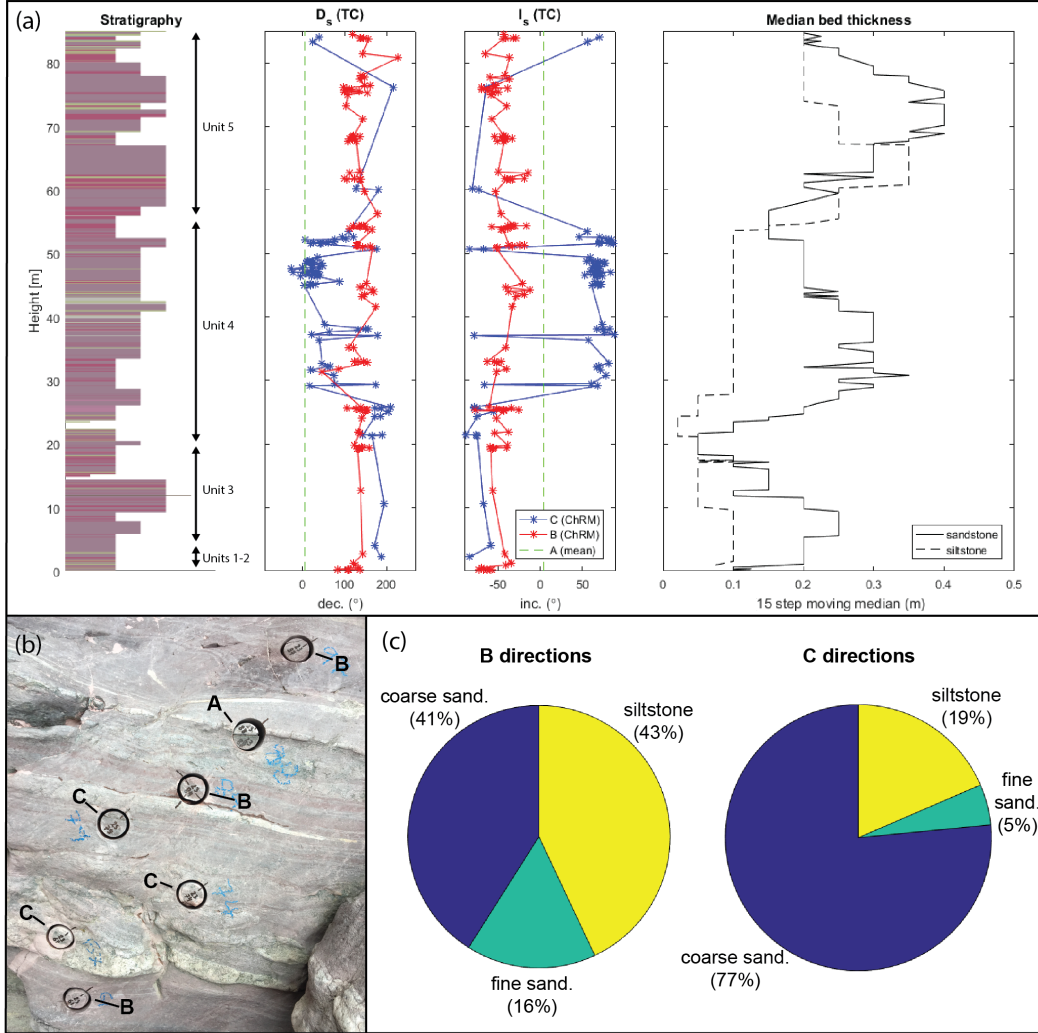 (a)
Stratigraphy
D_s (TC)
I_s (TC)
Median bed thickness
Height [m]
80
70
60
50
40
30
20
10
0
Unit 5
Unit 4
Unit 3
Units 1-2
0
100
200
dec. (°)
-50
0
50
inc. (°)
C (ChRM)
B (ChRM)
A (mean)
sandstone
siltstone
0
0.1
0.2
0.3
0.4
0.5
15 step moving median (m)
(b)
B
A
B
C
C
C
B
(c)
B directions
C directions
coarse sand.
(41%)
siltstone
(43%)
fine sand.
(16%)
siltstone
(19%)
fine
sand.
(5%)
coarse sand.
(77%)